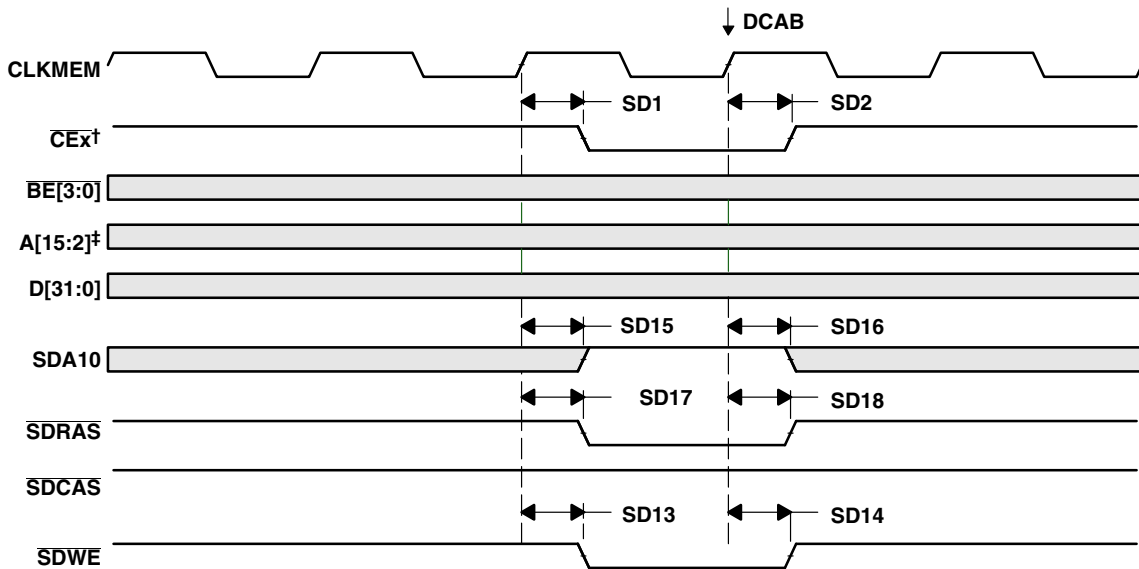 DCAB
CLKMEM
SD1 SD2
CEx†
BE[3:0]
A[15:2]‡
D[31:0]
SD15 SD16
SDA10
SD17 SD18
SDRAS
SDCAS
SD13 SD14
SDWE